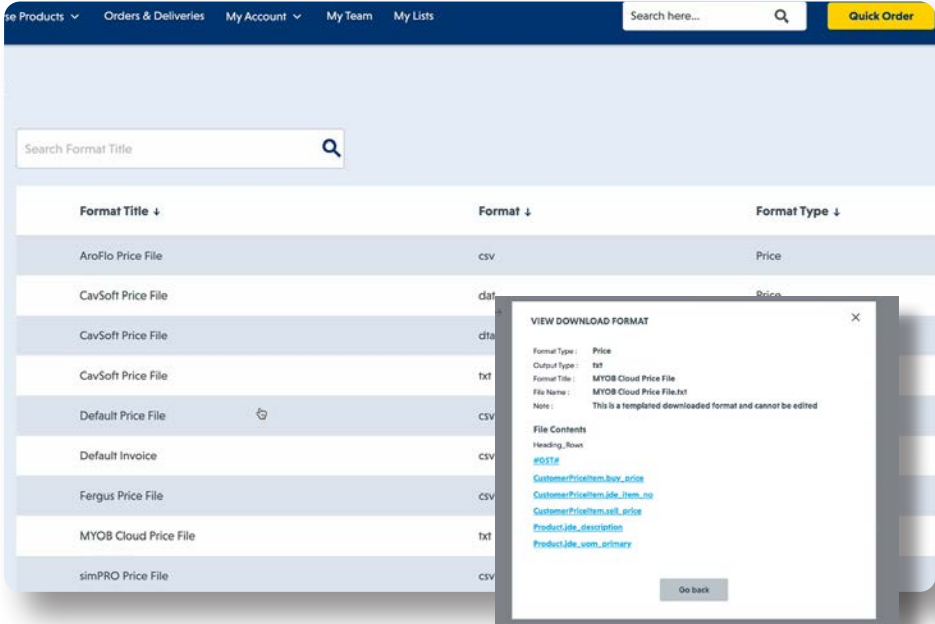 se Products Orders & Deliveries My Account My Team My Lists Search here... Quick Order
Search Format Title
Format Title ↓ Format ↓ Format Type ↓
AroFlo Price File csv Price
CavSoft Price File dat Price
CavSoft Price File dta
CavSoft Price File txt
Default Price File csv
Default Invoice csv
Fergus Price File csv
MYOB Cloud Price File txt
simPRO Price File csv
VIEW DOWNLOAD FORMAT
Format Type : Price
Output Type : txt
Format Title : MYOB Cloud Price File
File Name : MYOB Cloud Price File.txt
Note : This is a templated downloaded format and cannot be edited
File Contents
Heading_Rows
#GST#
CustomerPriceItem.buy_price
CustomerPriceItem.jde_item_no
CustomerPriceItem.sell_price
Product.jde_description
Product.jde_uom_primary
Go back